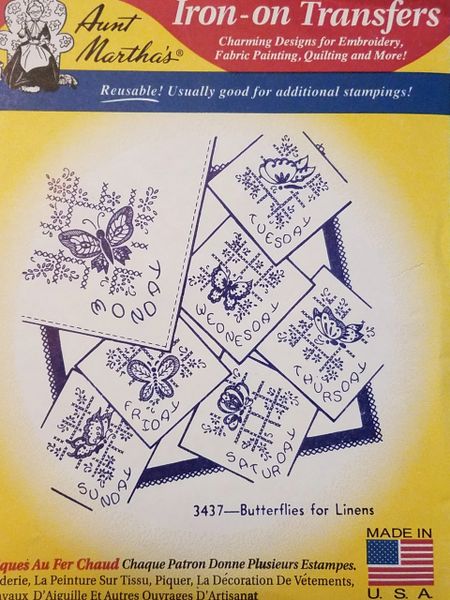 Aunt
Martha's®
Iron-on Transfers
Charming Designs for Embroidery,
Fabric Painting, Quilting and More!
Reusable! Usually good for additional stampings!
MONDAY
TUESDAY
WEDNESDAY
THURSDAY
FRIDAY
SATURDAY
SUNDAY
3437—Butterflies for Linens
MADE IN
U. S. A.
iques Au Fer Chaud Chaque Patron Donne Plusieurs Estampes.
derie, La Peinture Sur Tissu, Piquer, La Décoration De Vêtements,
avaux D'Aiguille Et Autres Ouvrages D'Artisanat